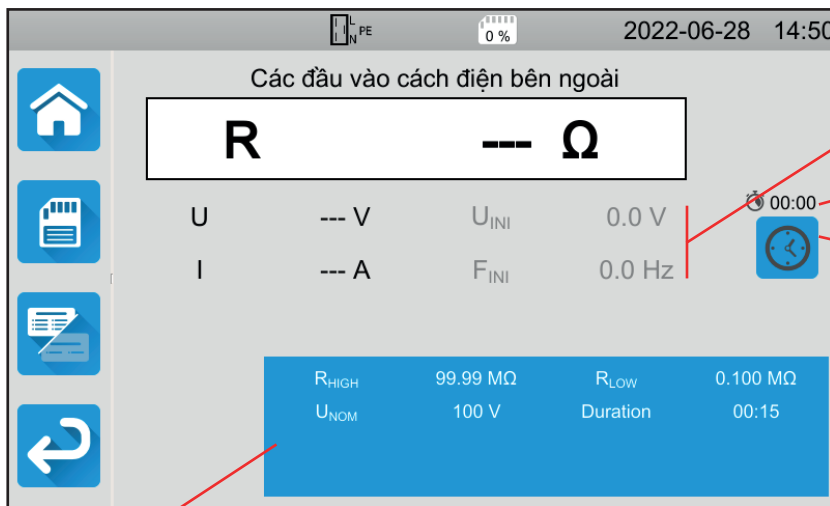 L N PE 0 % 2022-06-28 14:50
Các đầu vào cách điện bên ngoài
R --- Ω
00:00
U --- V UINI 0.0 V
I --- A FINI 0.0 Hz
RHIGH 99.99 MΩ RLOW 0.100 MΩ
UNOM 100 V Duration 00:15